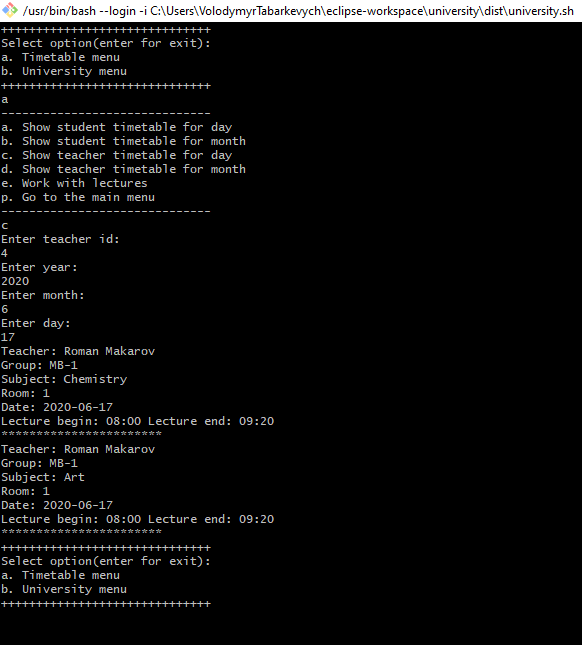 /usr/bin/bash --login -i C:\Users\VolodymyrTabarkevych\eclipse-workspace\university\dist\university.sh
++++++++++++++++++++++++++++++
Select option(enter for exit):
a. Timetable menu
b. University menu
++++++++++++++++++++++++++++++
a
------------------------------
a. Show student timetable for day
b. Show student timetable for month
c. Show teacher timetable for day
d. Show teacher timetable for month
e. Work with lectures
p. Go to the main menu
------------------------------
c
Enter teacher id:
4
Enter year:
2020
Enter month:
6
Enter day:
17
Teacher: Roman Makarov
Group: MB-1
Subject: Chemistry
Room: 1
Date: 2020-06-17
Lecture begin: 08:00 Lecture end: 09:20
***********************
Teacher: Roman Makarov
Group: MB-1
Subject: Art
Room: 1
Date: 2020-06-17
Lecture begin: 08:00 Lecture end: 09:20
***********************
++++++++++++++++++++++++++++++
Select option(enter for exit):
a. Timetable menu
b. University menu
++++++++++++++++++++++++++++++